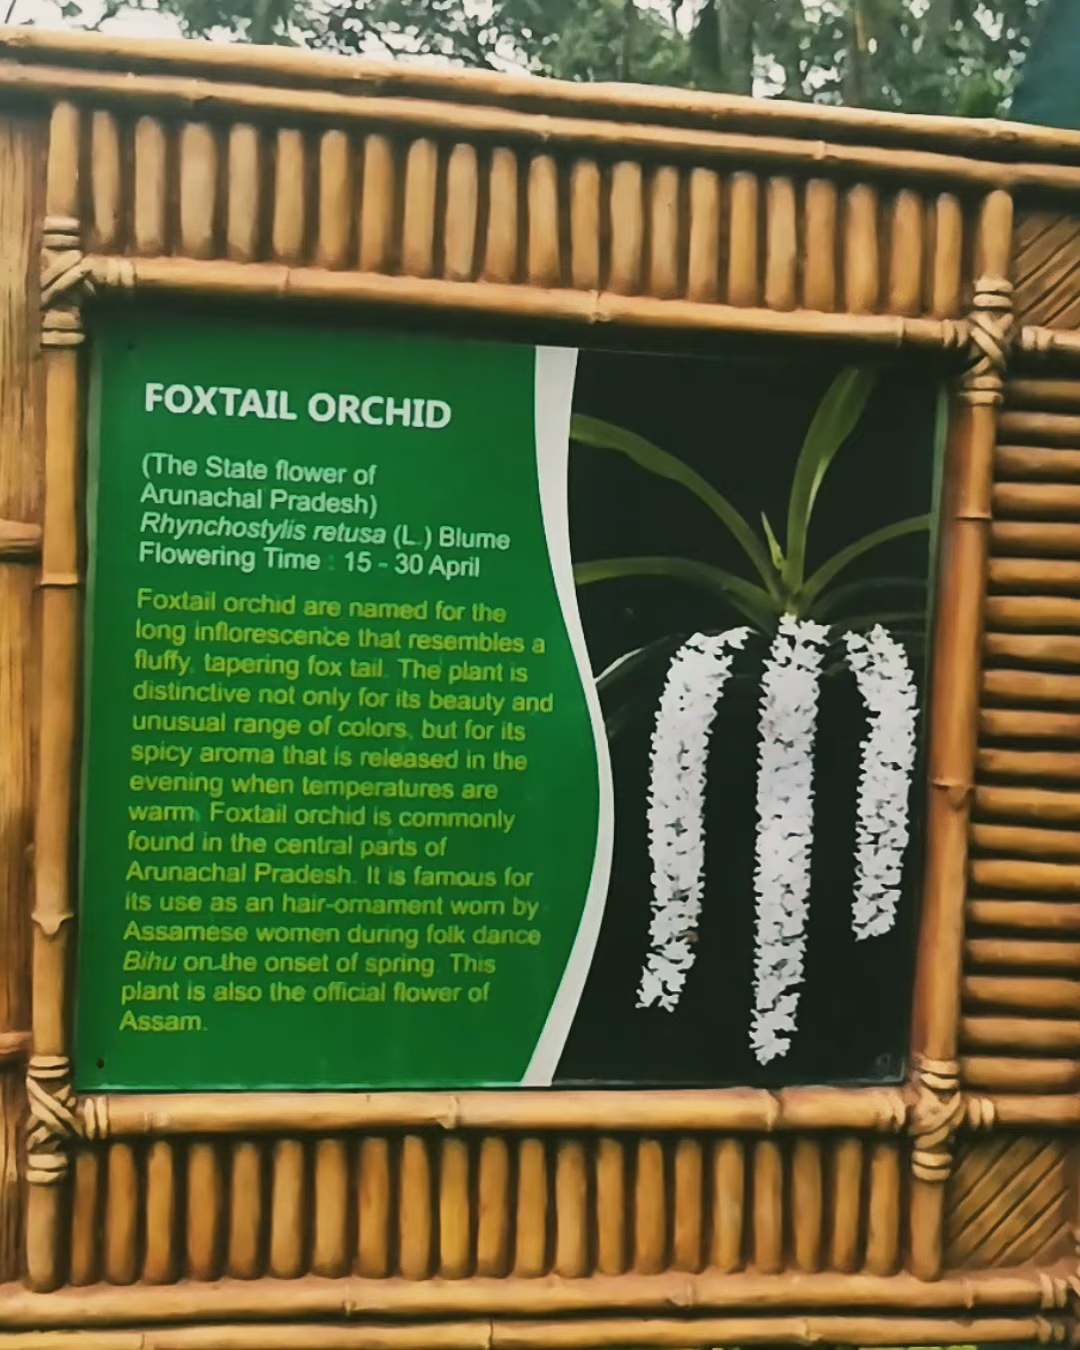 FOXTAIL ORCHID
(The State flower of
Arunachal Pradesh)
Rhynchostylis retusa (L.) Blume
Flowering Time : 15 - 30 April
Foxtail orchid are named for the
long inflorescence that resembles a
fluffy, tapering fox tail. The plant is
distinctive not only for its beauty and
unusual range of colors, but for its
spicy aroma that is released in the
evening when temperatures are
warm. Foxtail orchid is commonly
found in the central parts of
Arunachal Pradesh. It is famous for
its use as an hair-ornament worn by
Assamese women during folk dance
Bihu on the onset of spring. This
plant is also the official flower of
Assam.